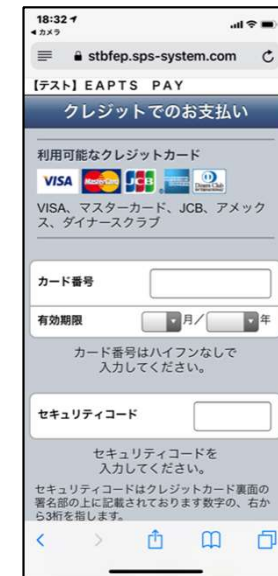 18:32
◀ カメラ
stbfep.sps-system.com
【テスト】EAPTS PAY
クレジットでのお支払い
利用可能なクレジットカード
VISA MasterCard JCB Diners Club
VISA、マスターカード、JCB、アメック
ス、ダイナースクラブ
カード番号
有効期限 月／ 年
カード番号はハイフンなしで
入力してください。
セキュリティコード
セキュリティコードを
入力してください。
セキュリティコードはクレジットカード裏面の
署名部の上に記載されております数字の、右か
ら3桁を指します。